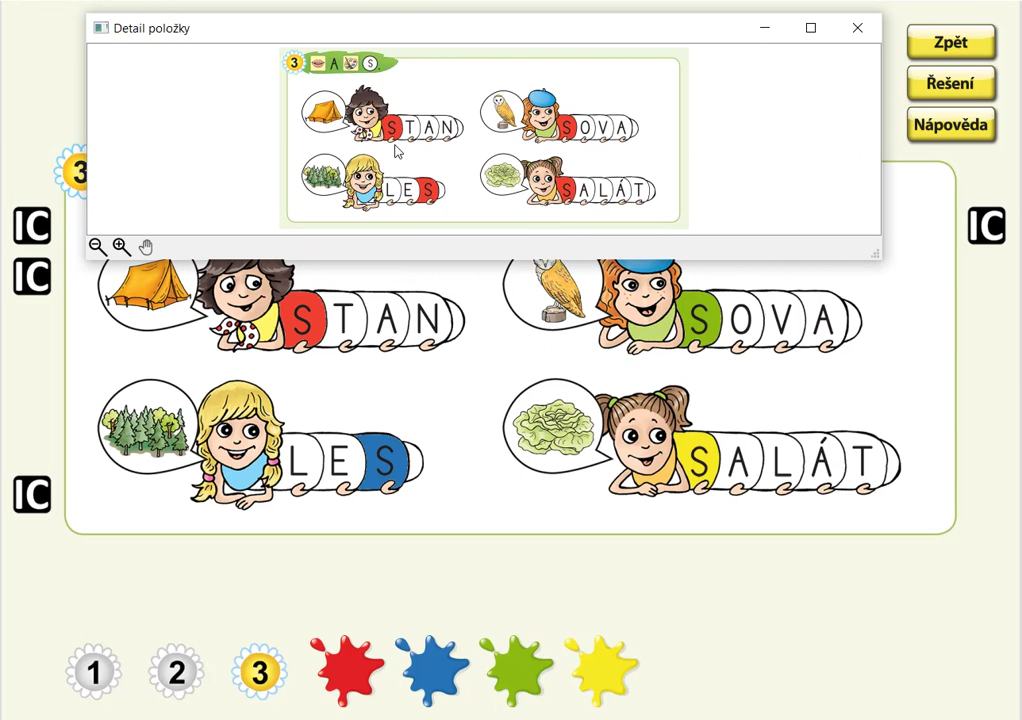 Detail položky
3 A S.
STAN
SOVA
LES
SALÁT
Zpět
Řešení
Nápověda
3
IC
IC
IC
IC
STAN
SOVA
LES
SALÁT
1 2 3